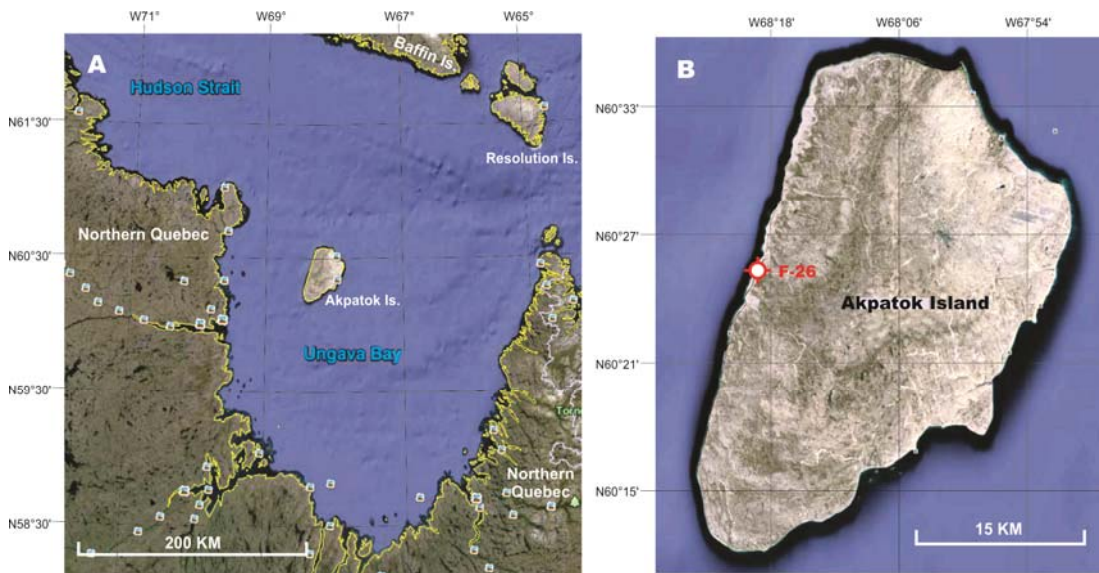 W71°
W69°
W67°
W65°
A
Baffin Is.
Hudson Strait
N61°30'
Resolution Is.
Northern Quebec
N60°30'
Akpatok Is.
Ungava Bay
N59°30'
Northern
Quebec
N58°30'
200 KM
W68°18'
W68°06'
W67°54'
B
N60°33'
N60°27'
F-26
Akpatok Island
N60°21'
N60°15'
15 KM